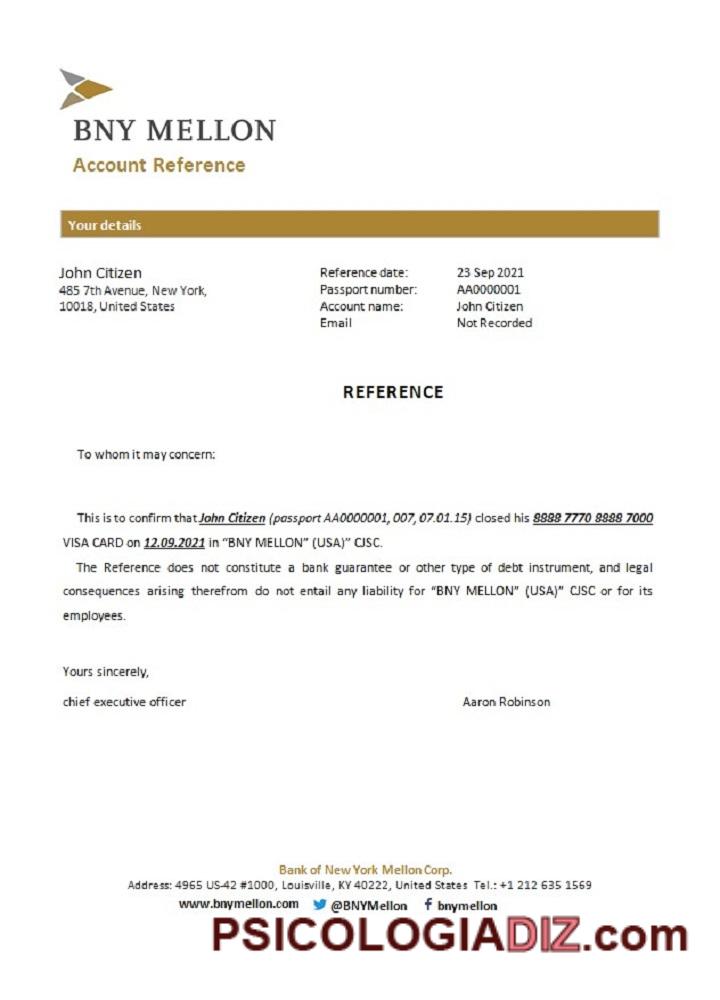 BNY MELLON
Account Reference
Your details
John Citizen
485 7th Avenue, New York,
10018, United States
Reference date: 23 Sep 2021
Passport number: AA0000001
Account name: John Citizen
Email Not Recorded
REFERENCE
To whom it may concern:
This is to confirm that John Citizen (passport AA0000001, 007, 07.01.15) closed his 8888 7770 8888 7000
VISA CARD on 12.09.2021 in “BNY MELLON” (USA)” CJSC.
The Reference does not constitute a bank guarantee or other type of debt instrument, and legal
consequences arising therefrom do not entail any liability for “BNY MELLON” (USA)” CJSC or for its
employees.
Yours sincerely,
chief executive officer Aaron Robinson
Bank of New York Mellon Corp.
Address: 4965 US-42 #1000, Louisville, KY 40222, United States Tel.: +1 212 635 1569
www.bnymellon.com @BNYMellon bnymellon
PSICOLOGIADIZ.com